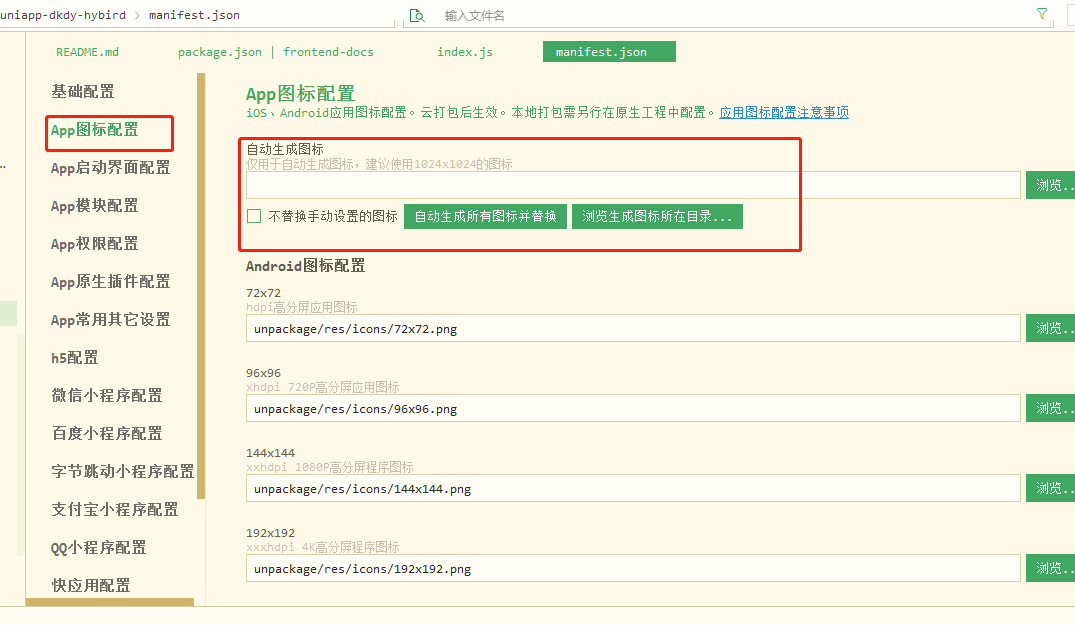 uniapp-dkdy-hybird > manifest.json
输入文件名
README.md
package.json | frontend-docs
index.js
manifest.json
基础配置
App图标配置
App启动界面配置
App模块配置
App权限配置
App原生插件配置
App常用其它设置
h5配置
微信小程序配置
百度小程序配置
字节跳动小程序配置
支付宝小程序配置
QQ小程序配置
快应用配置
App图标配置
iOS、Android应用图标配置。云打包后生效。本地打包需另行在原生工程中配置。应用图标配置注意事项
自动生成图标
仅用于自动生成图标，建议使用1024x1024的图标
浏览..
不替换手动设置的图标 自动生成所有图标并替换 浏览生成图标所在目录...
Android图标配置
72x72
hdpi高分屏应用图标
unpackage/res/icons/72x72.png
浏览..
96x96
xhdpi 720P高分屏应用图标
unpackage/res/icons/96x96.png
浏览..
144x144
xxhdpi 1080P高分屏程序图标
unpackage/res/icons/144x144.png
浏览..
192x192
xxxhdpi 4K高分屏程序图标
unpackage/res/icons/192x192.png
浏览..